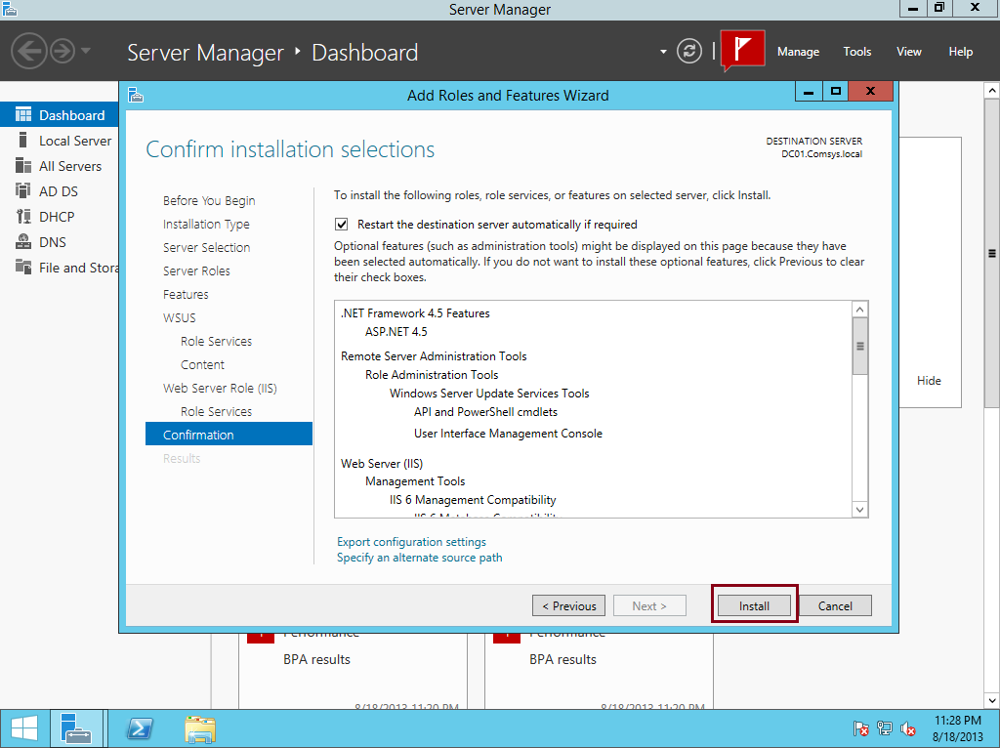 Server Manager
Server Manager • Dashboard
Manage
Tools
View
Help
Dashboard
Local Server
All Servers
AD DS
DHCP
DNS
File and Stora
Add Roles and Features Wizard
Confirm installation selections
DESTINATION SERVER
DC01.Comsys.local
Before You Begin
Installation Type
Server Selection
Server Roles
Features
WSUS
Role Services
Content
Web Server Role (IIS)
Role Services
Confirmation
Results
To install the following roles, role services, or features on selected server, click Install.
Restart the destination server automatically if required
Optional features (such as administration tools) might be displayed on this page because they have
been selected automatically. If you do not want to install these optional features, click Previous to clear
their check boxes.
.NET Framework 4.5 Features
ASP.NET 4.5
Remote Server Administration Tools
Role Administration Tools
Windows Server Update Services Tools
API and PowerShell cmdlets
User Interface Management Console
Web Server (IIS)
Management Tools
IIS 6 Management Compatibility
IIS 6 Metabase Compatibility
Export configuration settings
Specify an alternate source path
< Previous
Next >
Install
Cancel
Hide
Performance
BPA results
8/18/2013 11:20 PM
Performance
BPA results
8/18/2013 11:20 PM
11:28 PM
8/18/2013